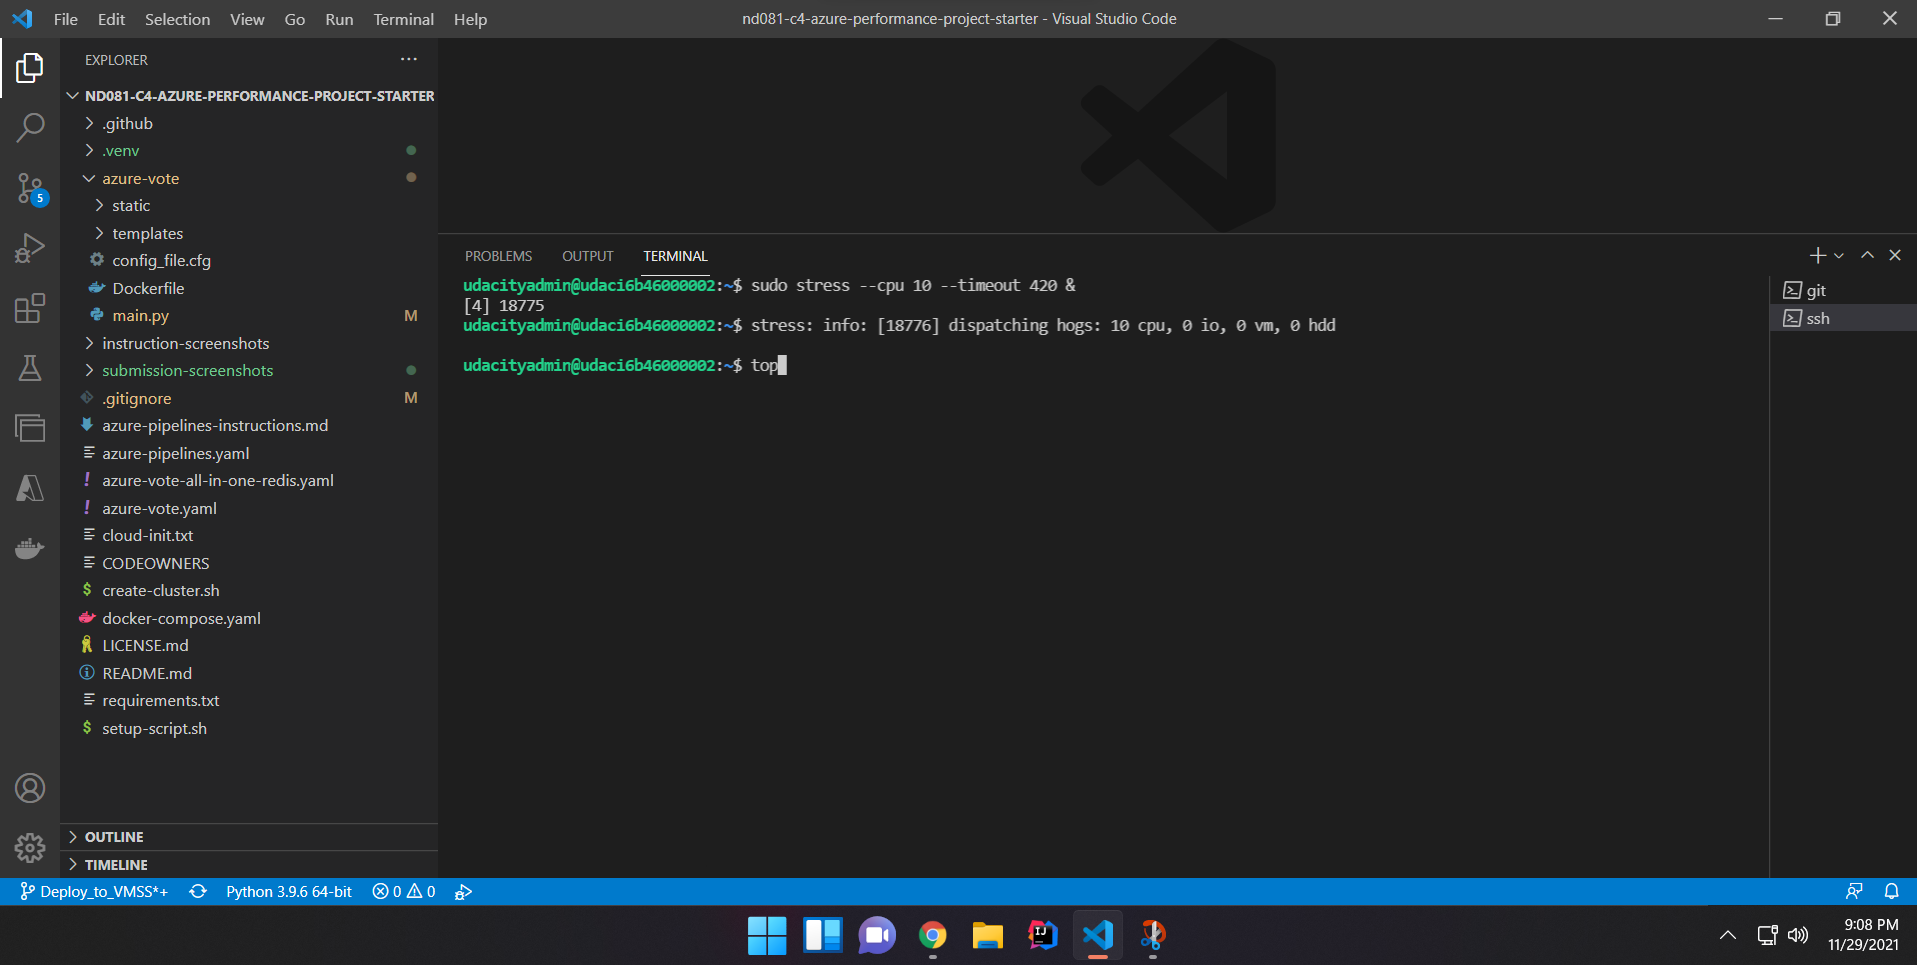 File Edit Selection View Go Run Terminal Help
nd081-c4-azure-performance-project-starter - Visual Studio Code
EXPLORER
ND081-C4-AZURE-PERFORMANCE-PROJECT-STARTER
.github
.venv
azure-vote
static
templates
config_file.cfg
Dockerfile
main.py M
instruction-screenshots
submission-screenshots
.gitignore M
azure-pipelines-instructions.md
azure-pipelines.yaml
azure-vote-all-in-one-redis.yaml
azure-vote.yaml
cloud-init.txt
CODEOWNERS
create-cluster.sh
docker-compose.yaml
LICENSE.md
README.md
requirements.txt
setup-script.sh
OUTLINE
TIMELINE
5
PROBLEMS OUTPUT TERMINAL
udacityadmin@udaci6b46000002:~$ sudo stress --cpu 10 --timeout 420 &
[4] 18775
udacityadmin@udaci6b46000002:~$ stress: info: [18776] dispatching hogs: 10 cpu, 0 io, 0 vm, 0 hdd
udacityadmin@udaci6b46000002:~$ top
git
ssh
Deploy_to_VMSS*+ Python 3.9.6 64-bit 0 0
IJ
9:08 PM
11/29/2021